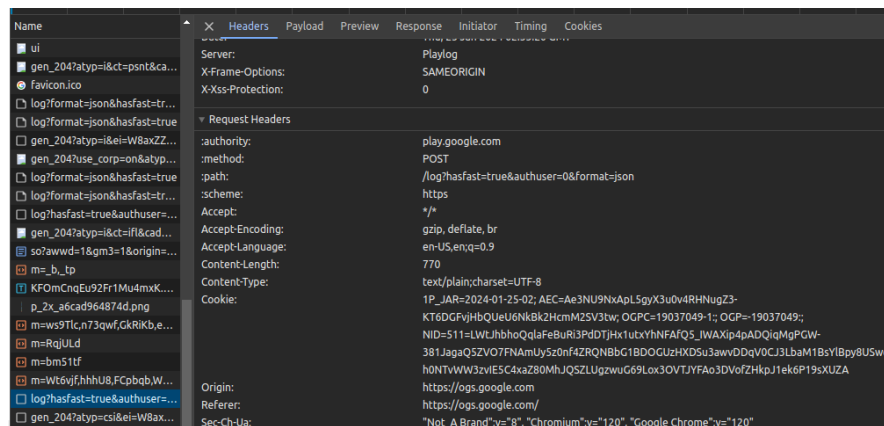 Name
Headers Payload Preview Response Initiator Timing Cookies
ui
Server: Playlog
gen_204?atyp=i&ct=psnt&ca...
X-Frame-Options: SAMEORIGIN
favicon.ico
X-Xss-Protection: 0
log?format=json&hasfast=tr...
log?format=json&hasfast=true
Request Headers
gen_204?atyp=i&ei=W8axZZ...
:authority: play.google.com
gen_204?use_corp=on&atyp...
:method: POST
log?format=json&hasfast=true
:path: /log?hasfast=true&authuser=0&format=json
log?format=json&hasfast=tr...
:scheme: https
log?hasfast=true&authuser=...
Accept: */*
gen_204?atyp=i&ct=ifl&cad...
Accept-Encoding: gzip, deflate, br
so?awwd=1&gm3=1&origin=...
Accept-Language: en-US,en;q=0.9
m=_b,_tp
Content-Length: 770
KFOmCnqEu92Fr1Mu4mxK....
Content-Type: text/plain;charset=UTF-8
p_2x_a6cad964874d.png
Cookie: 1P_JAR=2024-01-25-02; AEC=Ae3NU9NxApL5gyX3u0v4RHNugZ3-
m=ws9Tlc,n73qwf,GkRiKb,e...
KT6DGFvjHbQUeU6NkBk2HcmM2SV3tw; OGPC=19037049-1:; OGP=-19037049:;
m=RqjULd
NID=511=LWtJhbhoQqlaFeBuRi3PdDTjHx1utxYhNFAfQ5_IWAXip4pADQiqMgPGW-
m=bm51tf
381JagaQ5ZVO7FNAmUy5z0nf4ZRQNBbG1BDOGUzHXDSu3awvDDqV0CJ3LbaM1BsYlBpy8USw
m=Wt6vjf,hhhU8,FCpbqb,W...
h0NTvWW3zvIE5C4xaZ80MhJQSZLUgzwuG69Lox3OVTJYFAo3DVofZHkpJ1ek6P19sXUZA
log?hasfast=true&authuser=...
Origin: https://ogs.google.com
Referer: https://ogs.google.com/
gen_204?atyp=csi&ei=W8ax...
Sec-Ch-Ua: "Not_A Brand";v="8", "Chromium";v="120", "Google Chrome";v="120"